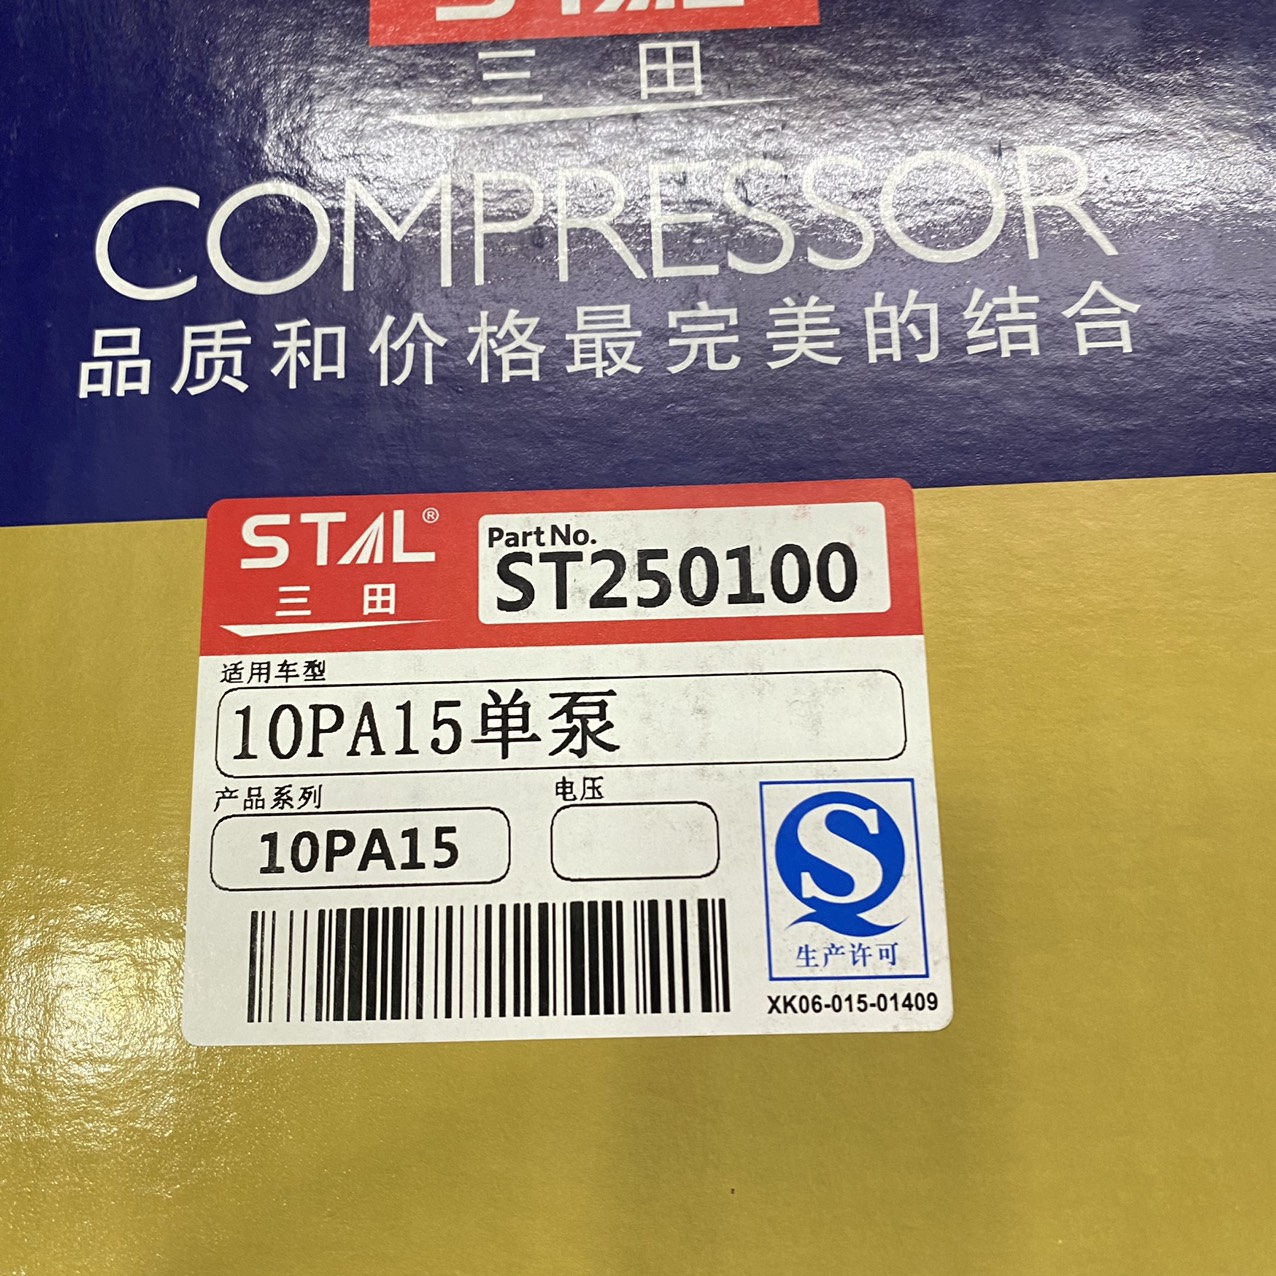 STAL
三田
COMPRESSOR
品质和价格最完美的结合
STAL®
三田
Part No.
ST250100
适用车型
10PA15单泵
产品系列
电压
10PA15
生产许可
XK06-015-01409